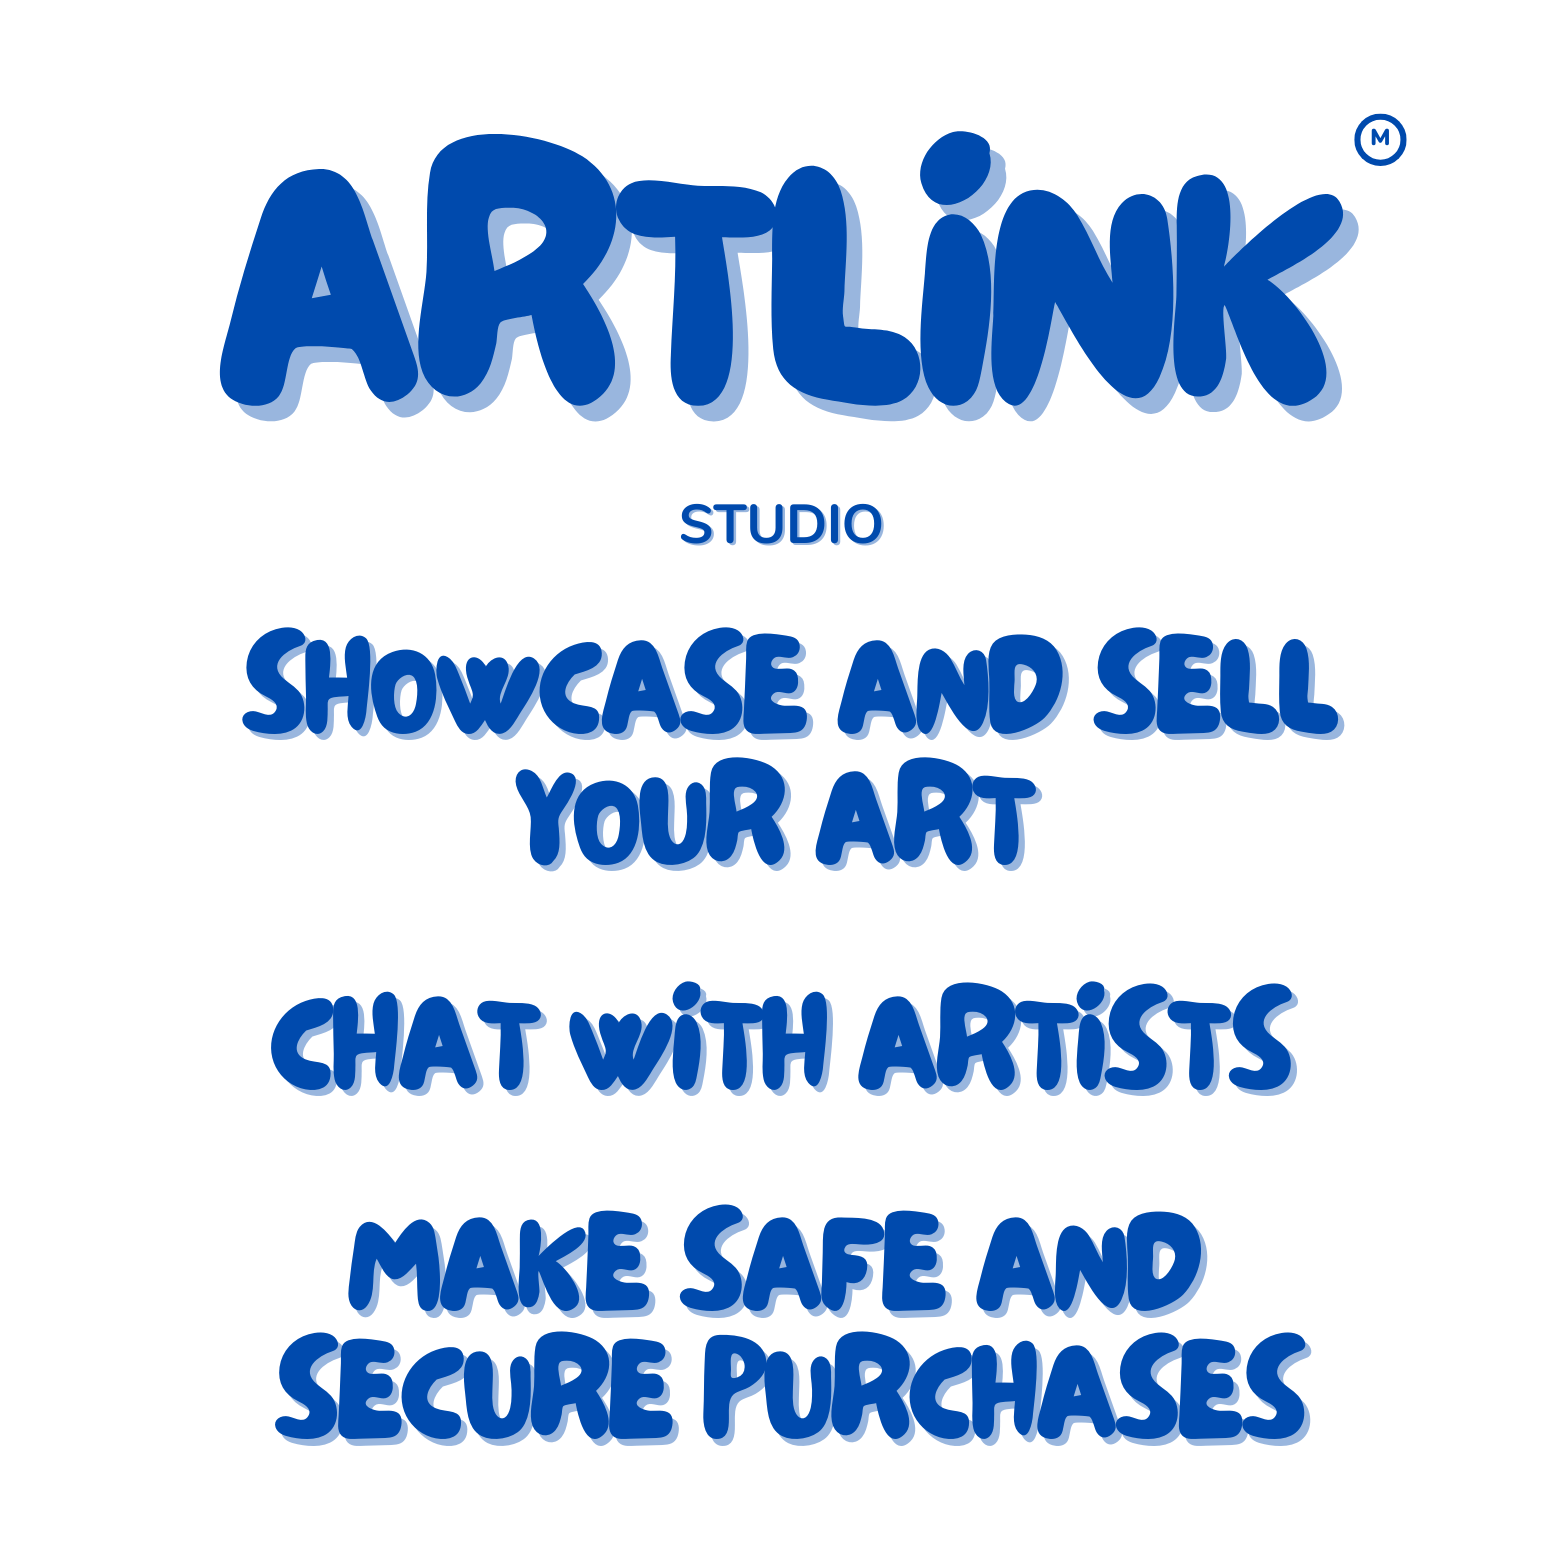 ARTLiNK
M
STUDIO
SHOWCASE AND SELL
YOUR ART
CHAT WiTH ARTiSTS
MAKE SAFE AND
SECURE PURCHASES